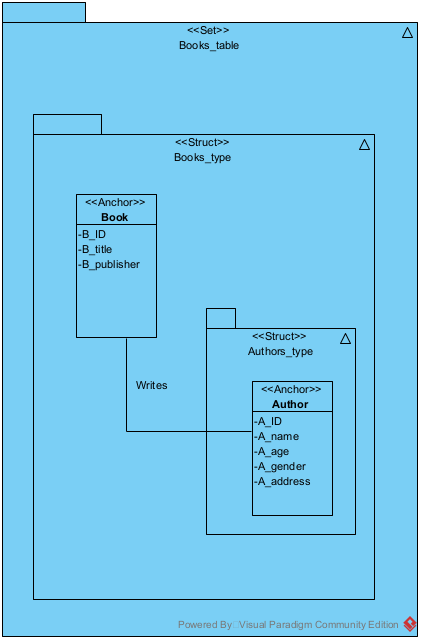 <<Set>>
Books_table
<<Struct>>
Books_type
<<Anchor>>
Book
-B_ID
-B_title
-B_publisher
<<Struct>>
Authors_type
Writes
<<Anchor>>
Author
-A_ID
-A_name
-A_age
-A_gender
-A_address
Powered By Visual Paradigm Community Edition